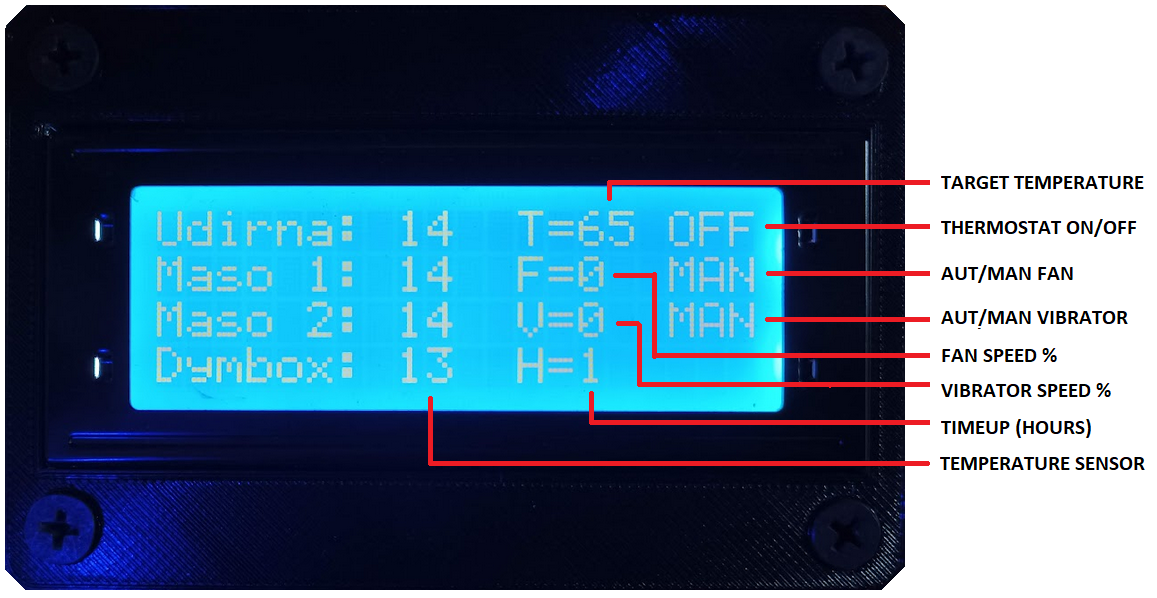 Udirna: 14 T=65 OFF
Maso 1: 14 F=0 MAN
Maso 2: 14 V=0 MAN
Dymbox: 13 H=1
TARGET TEMPERATURE
THERMOSTAT ON/OFF
AUT/MAN FAN
AUT/MAN VIBRATOR
FAN SPEED %
VIBRATOR SPEED %
TIMEUP (HOURS)
TEMPERATURE SENSOR